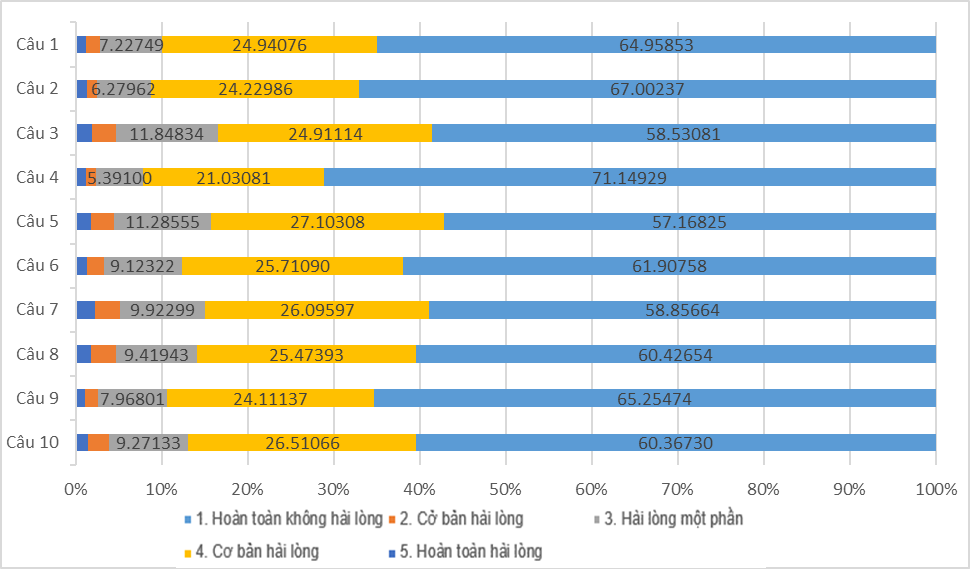 Câu 1 7.22749 24.94076 64.95853
Câu 2 6.27962 24.22986 67.00237
Câu 3 11.84834 24.91114 58.53081
Câu 4 5.39100 21.03081 71.14929
Câu 5 11.28555 27.10308 57.16825
Câu 6 9.12322 25.71090 61.90758
Câu 7 9.92299 26.09597 58.85664
Câu 8 9.41943 25.47393 60.42654
Câu 9 7.96801 24.11137 65.25474
Câu 10 9.27133 26.51066 60.36730
0% 10% 20% 30% 40% 50% 60% 70% 80% 90% 100%
1. Hoàn toàn không hài lòng 2. Cở bản hài lòng 3. Hài lòng một phần
4. Cơ bản hài lòng 5. Hoàn toàn hài lòng